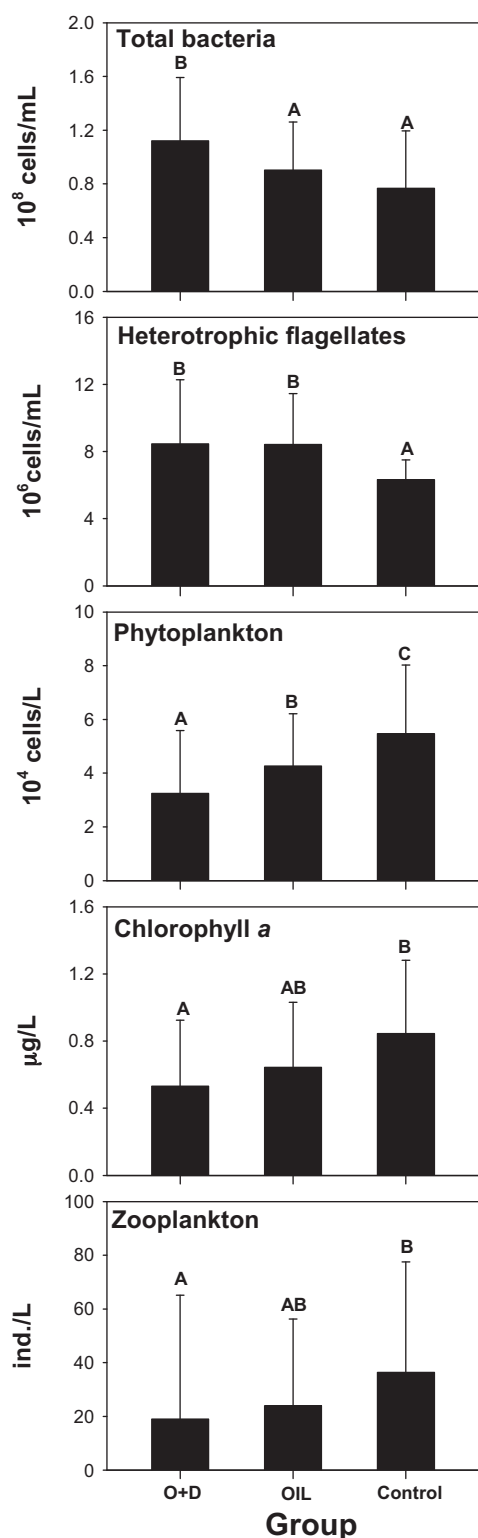 Total bacteria
10⁸ cells/mL
2.0
1.6
1.2
0.8
0.4
0.0
B
A
A
Heterotrophic flagellates
10⁶cells/mL
16
12
8
4
0
B
B
A
Phytoplankton
10⁴ cells/L
10
8
6
4
2
0
A
B
C
Chlorophyll a
µg/L
1.6
1.2
0.8
0.4
0.0
A
AB
B
Zooplankton
ind./L
100
80
60
40
20
0
A
AB
B
O+D OIL Control
Group